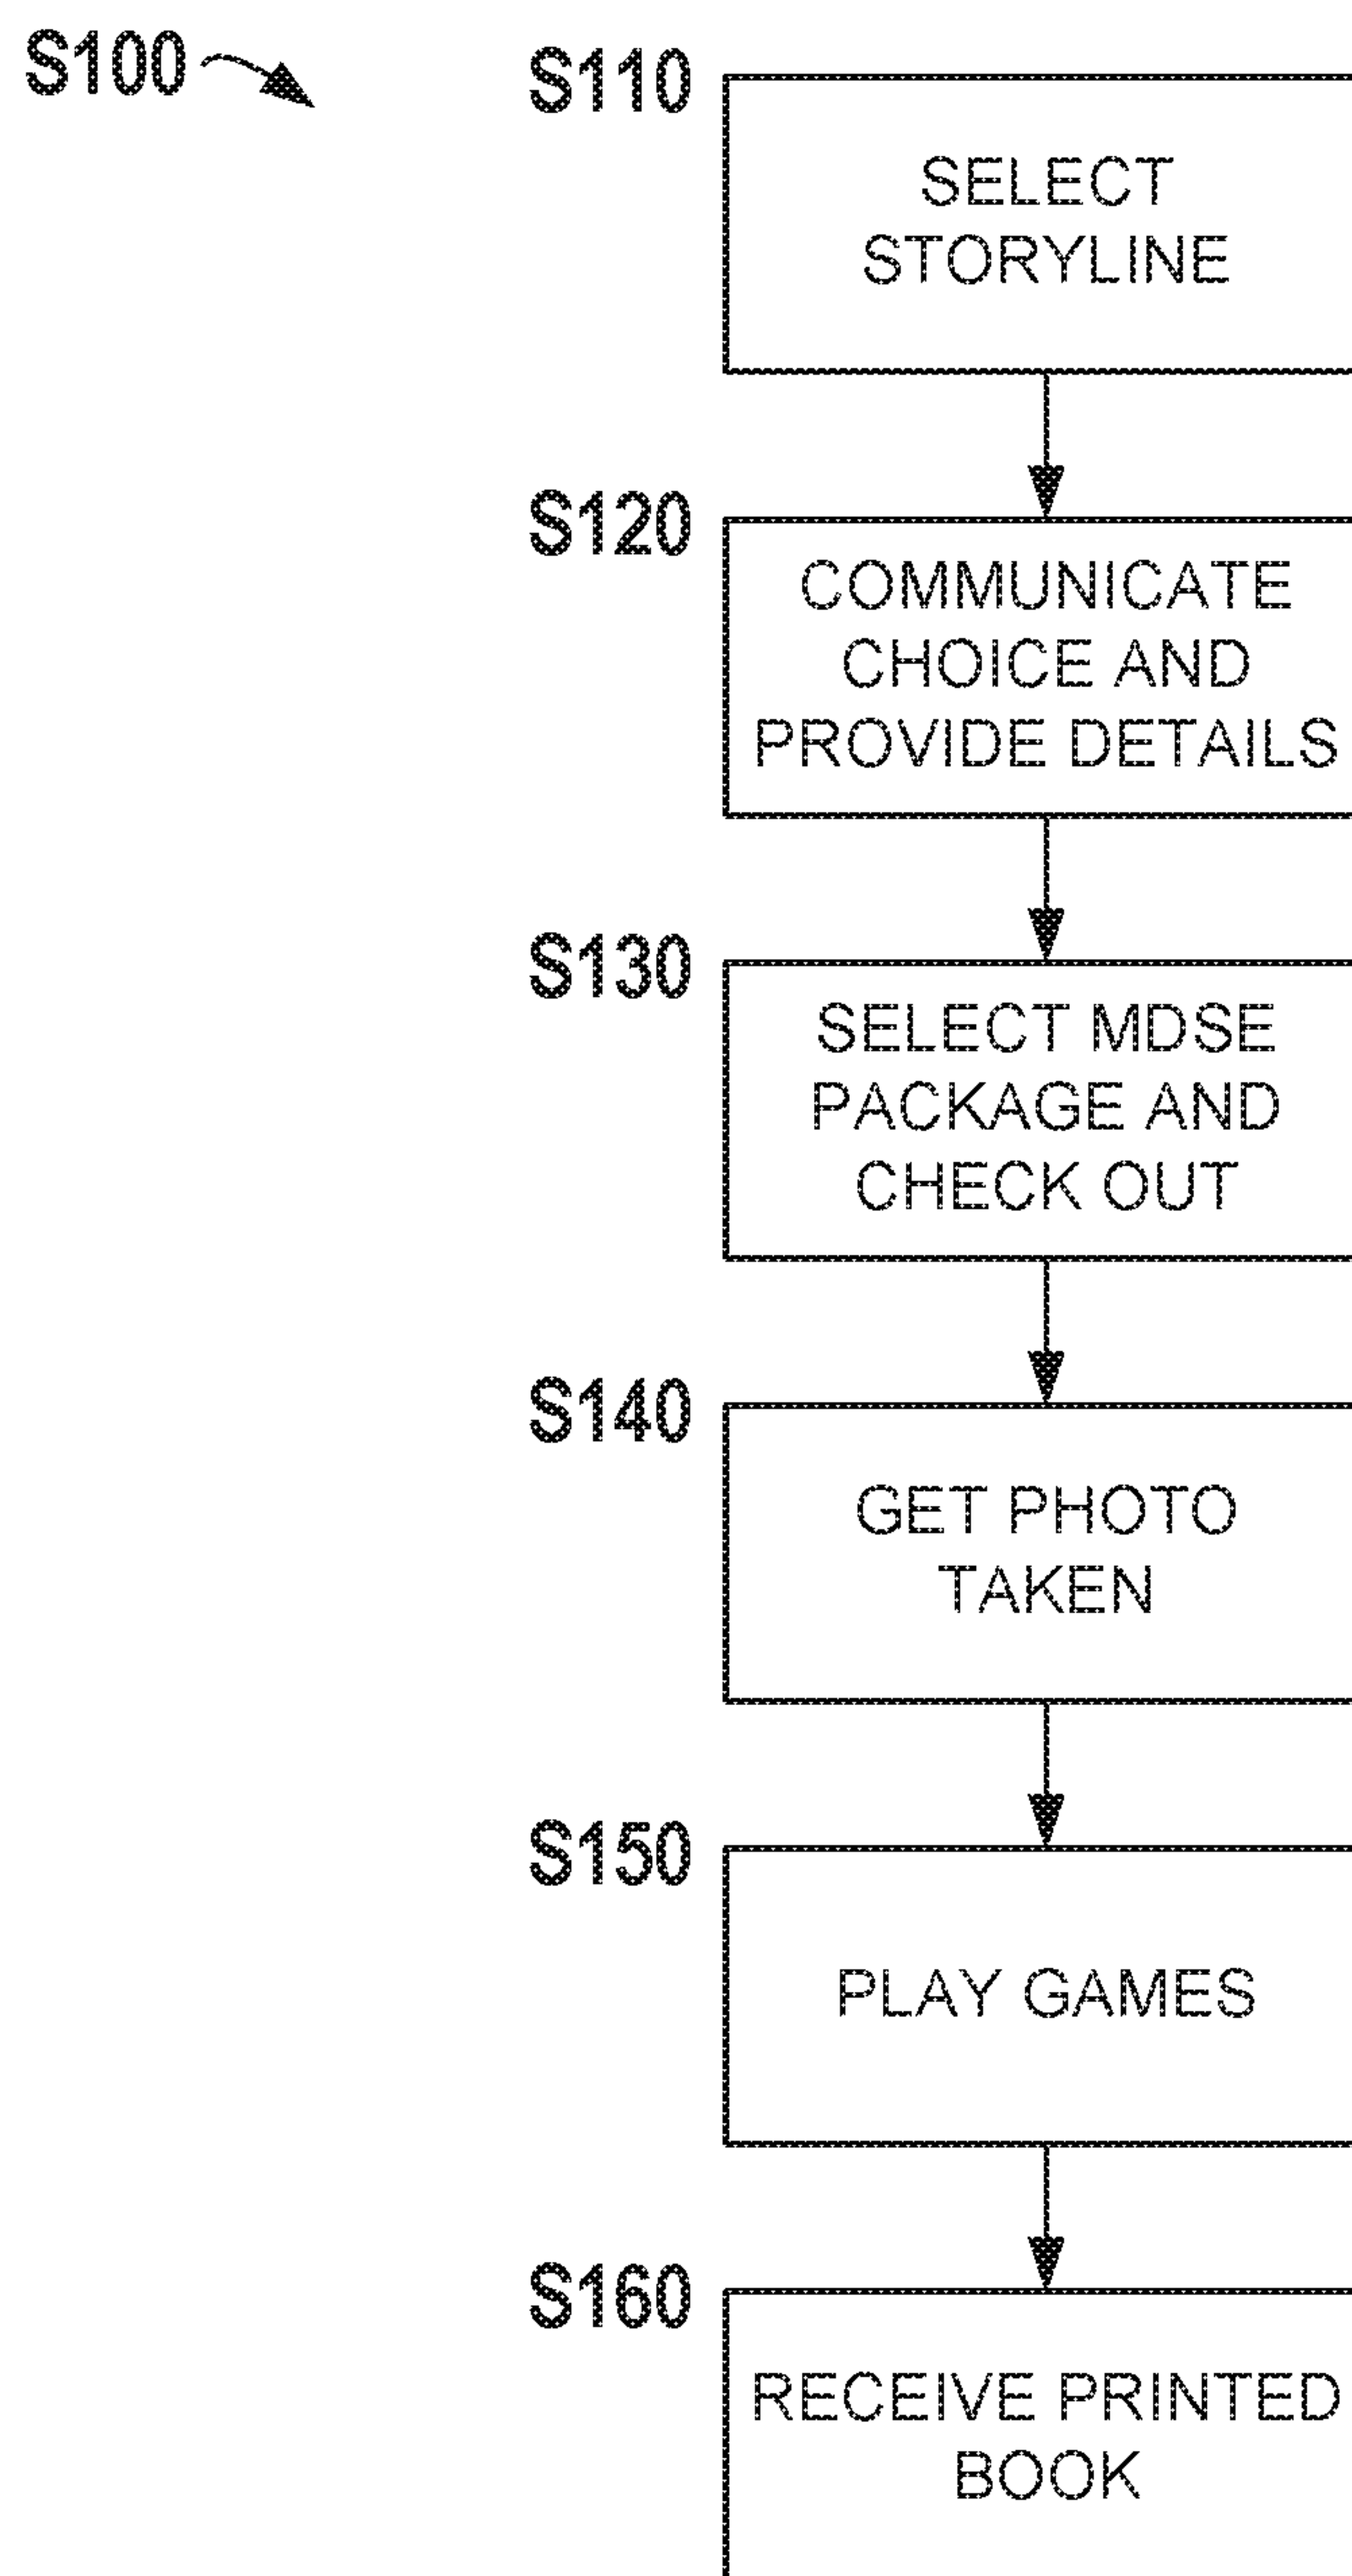 S100
S110
SELECT
STORYLINE
S120
COMMUNICATE
CHOICE AND
PROVIDE DETAILS
S130
SELECT MDSE
PACKAGE AND
CHECK OUT
S140
GET PHOTO
TAKEN
S150
PLAY GAMES
S160
RECEIVE PRINTED
BOOK